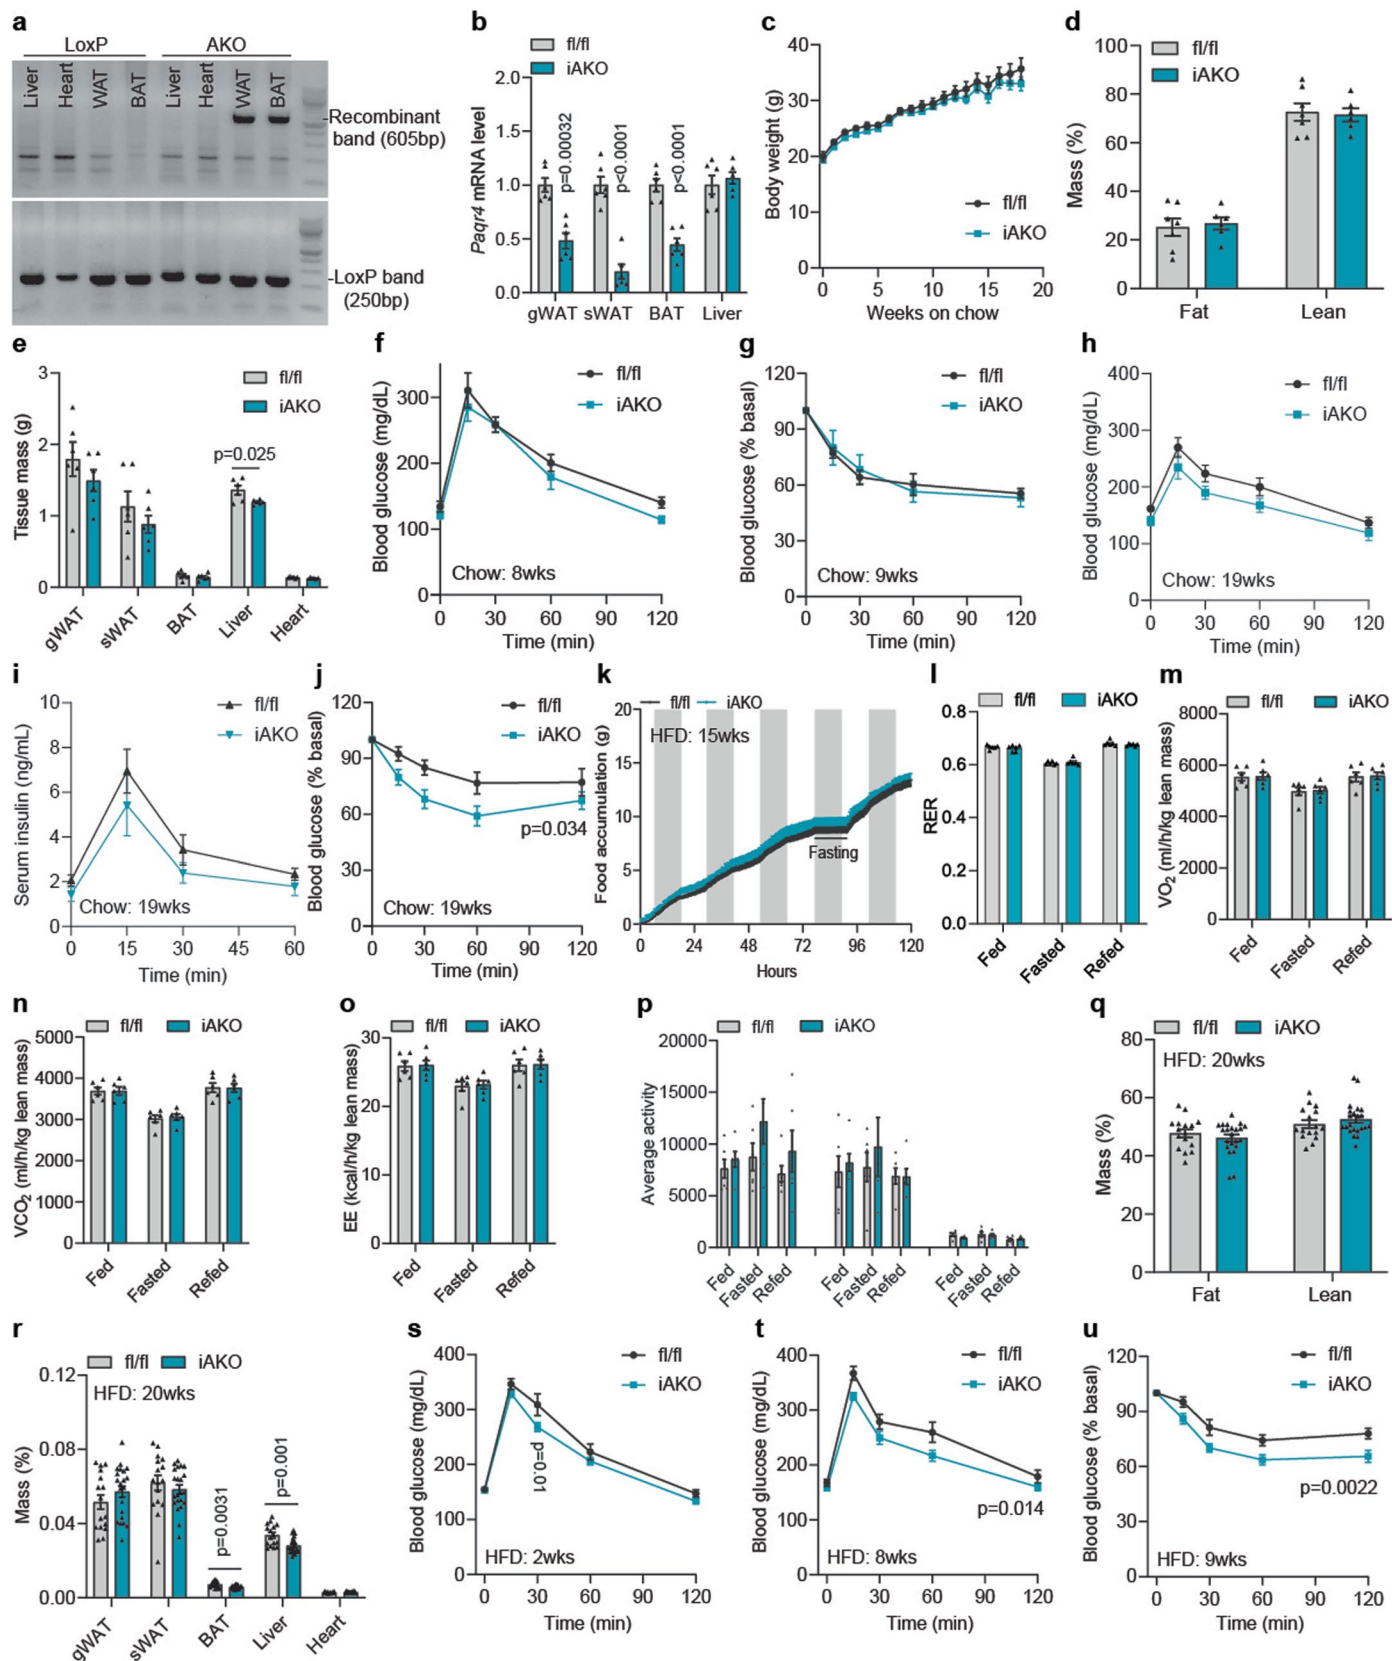 a
LoxP
AKO
Liver
Heart
WAT
BAT
Liver
Heart
WAT
BAT
-Recombinant
band (605bp)
-LoxP band
(250bp)
b
fl/fl
iAKO
Paqr4 mRNA level
2.0
1.5
1.0
0.5
0.0
p=0.00032
p<0.0001
p<0.0001
gWAT sWAT BAT Liver
c
Body weight (g)
40
30
20
10
0
fl/fl
iAKO
0 5 10 15 20
Weeks on chow
d
fl/fl
iAKO
Mass (%)
100
80
60
40
20
0
Fat Lean
e
Tissue mass (g)
3
2
1
0
fl/fl
iAKO
p=0.025
gWAT sWAT BAT Liver Heart
f
Blood glucose (mg/dL)
300
200
100
0
fl/fl
iAKO
Chow: 8wks
0 30 60 90 120
Time (min)
g
Blood glucose (% basal)
120
90
60
30
0
fl/fl
iAKO
Chow: 9wks
0 30 60 90 120
Time (min)
h
Blood glucose (mg/dL)
400
300
200
100
0
fl/fl
iAKO
Chow: 19wks
0 30 60 90 120
Time (min)
i
Serum insulin (ng/mL)
10
8
6
4
2
0
fl/fl
iAKO
Chow: 19wks
0 15 30 45 60
Time (min)
j
Blood glucose (% basal)
120
90
60
30
0
fl/fl
iAKO
p=0.034
Chow: 19wks
0 30 60 90 120
Time (min)
k
fl/fl iAKO
Food accumulation (g)
20
15
10
5
0
HFD: 15wks
Fasting
0 24 48 72 96 120
Hours
l
fl/fl iAKO
RER
0.8
0.6
0.4
0.2
0.0
Fed Fasted Refed
m
fl/fl iAKO
VO₂ (ml/h/kg lean mass)
8000
6000
4000
2000
0
Fed Fasted Refed
n
fl/fl iAKO
VCO₂ (ml/h/kg lean mass)
5000
4000
3000
2000
1000
0
Fed Fasted Refed
o
fl/fl iAKO
EE (kcal/h/kg lean mass)
30
20
10
0
Fed Fasted Refed
p
fl/fl iAKO
Average activity
20000
15000
10000
5000
0
Fed Fasted Refed Fed Fasted Refed Fed Fasted Refed
q
fl/fl iAKO
Mass (%)
80
60
40
20
0
HFD: 20wks
Fat Lean
r
fl/fl iAKO
Mass (%)
0.12
0.08
0.04
0.00
HFD: 20wks
p=0.0031
p=0.001
gWAT sWAT BAT Liver Heart
s
Blood glucose (mg/dL)
400
300
200
100
0
fl/fl
iAKO
p=0.01
HFD: 2wks
0 30 60 90 120
Time (min)
t
Blood glucose (mg/dL)
400
300
200
100
0
fl/fl
iAKO
p=0.014
HFD: 8wks
0 30 60 90 120
Time (min)
u
Blood glucose (% basal)
120
90
60
30
0
fl/fl
iAKO
p=0.0022
HFD: 9wks
0 30 60 90 120
Time (min)